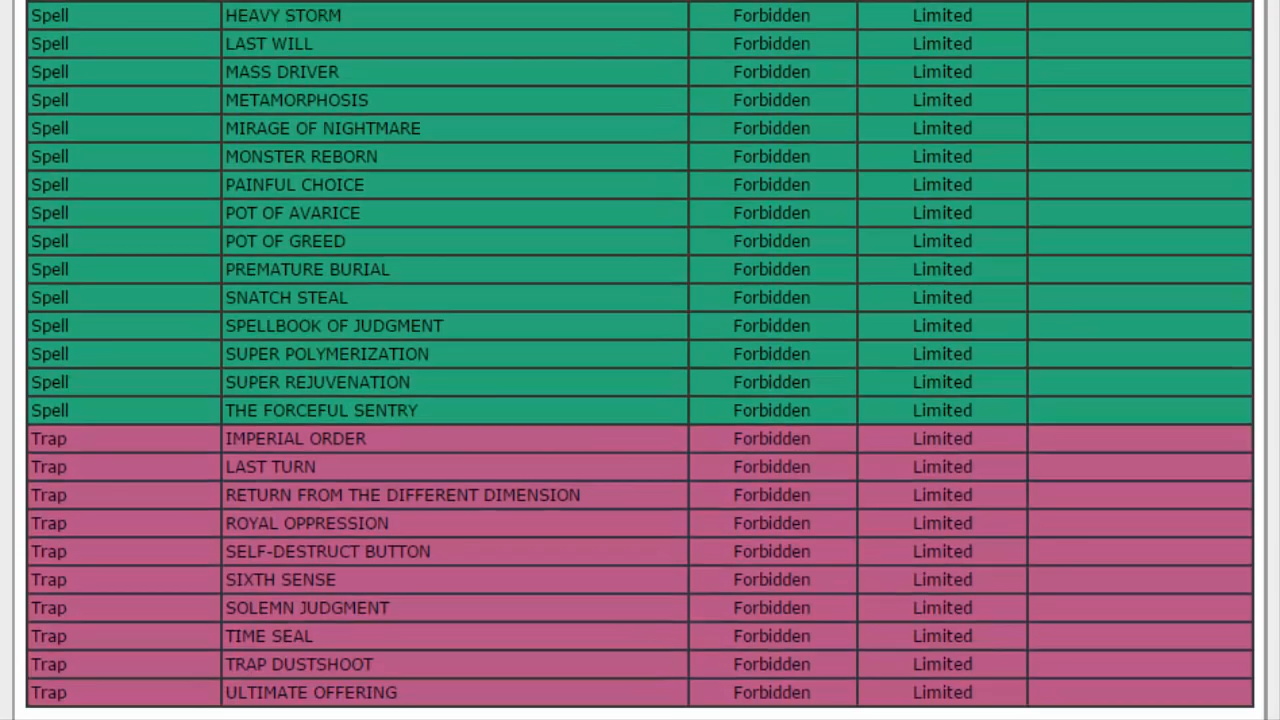 Spell HEAVY STORM Forbidden Limited
Spell LAST WILL Forbidden Limited
Spell MASS DRIVER Forbidden Limited
Spell METAMORPHOSIS Forbidden Limited
Spell MIRAGE OF NIGHTMARE Forbidden Limited
Spell MONSTER REBORN Forbidden Limited
Spell PAINFUL CHOICE Forbidden Limited
Spell POT OF AVARICE Forbidden Limited
Spell POT OF GREED Forbidden Limited
Spell PREMATURE BURIAL Forbidden Limited
Spell SNATCH STEAL Forbidden Limited
Spell SPELLBOOK OF JUDGMENT Forbidden Limited
Spell SUPER POLYMERIZATION Forbidden Limited
Spell SUPER REJUVENATION Forbidden Limited
Spell THE FORCEFUL SENTRY Forbidden Limited
Trap IMPERIAL ORDER Forbidden Limited
Trap LAST TURN Forbidden Limited
Trap RETURN FROM THE DIFFERENT DIMENSION Forbidden Limited
Trap ROYAL OPPRESSION Forbidden Limited
Trap SELF-DESTRUCT BUTTON Forbidden Limited
Trap SIXTH SENSE Forbidden Limited
Trap SOLEMN JUDGMENT Forbidden Limited
Trap TIME SEAL Forbidden Limited
Trap TRAP DUSTSHOOT Forbidden Limited
Trap ULTIMATE OFFERING Forbidden Limited